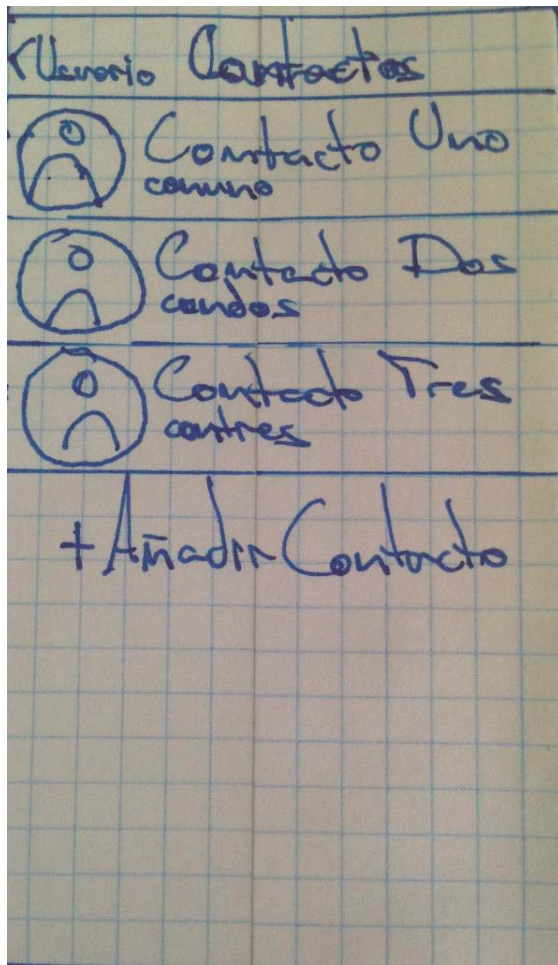 < Usuario Contactos
Contacto Uno
conuno
Contacto Dos
condos
Contacto Tres
contres
+ Añadir Contacto